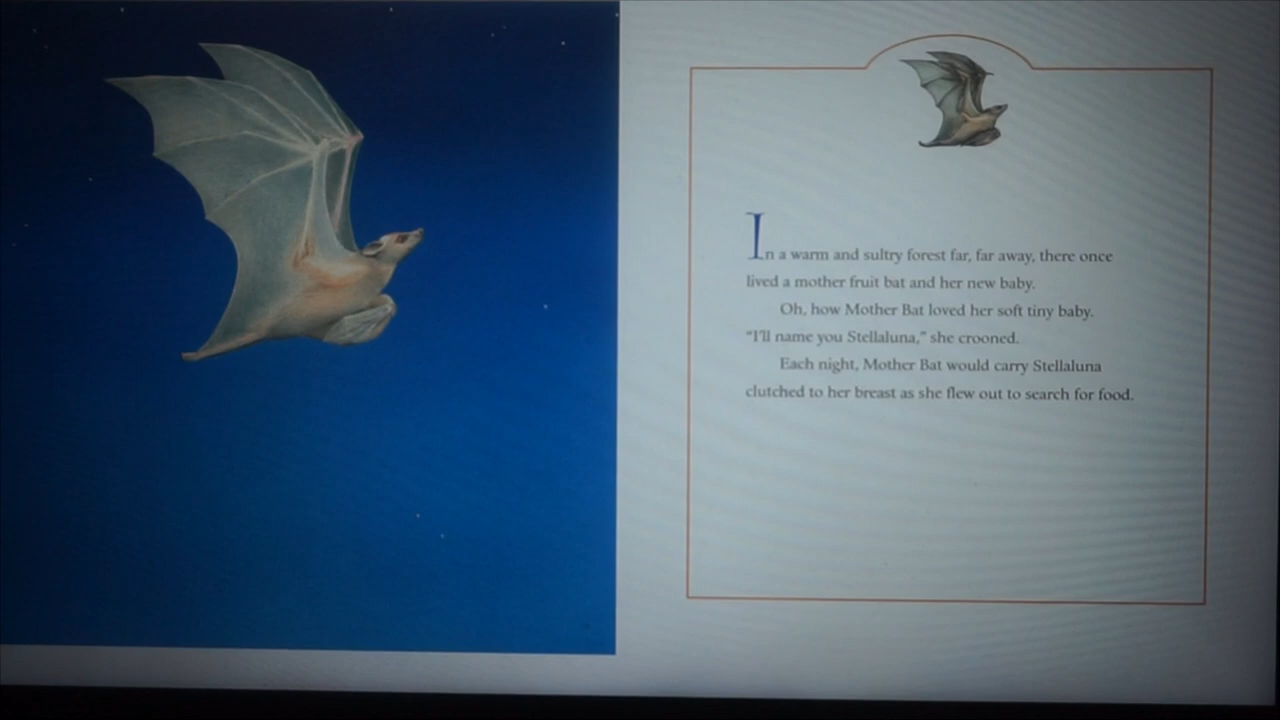 In a warm and sultry forest far, far away, there once
lived a mother fruit bat and her new baby.
Oh, how Mother Bat loved her soft tiny baby.
“I’ll name you Stellaluna,” she crooned.
Each night, Mother Bat would carry Stellaluna
clutched to her breast as she flew out to search for food.